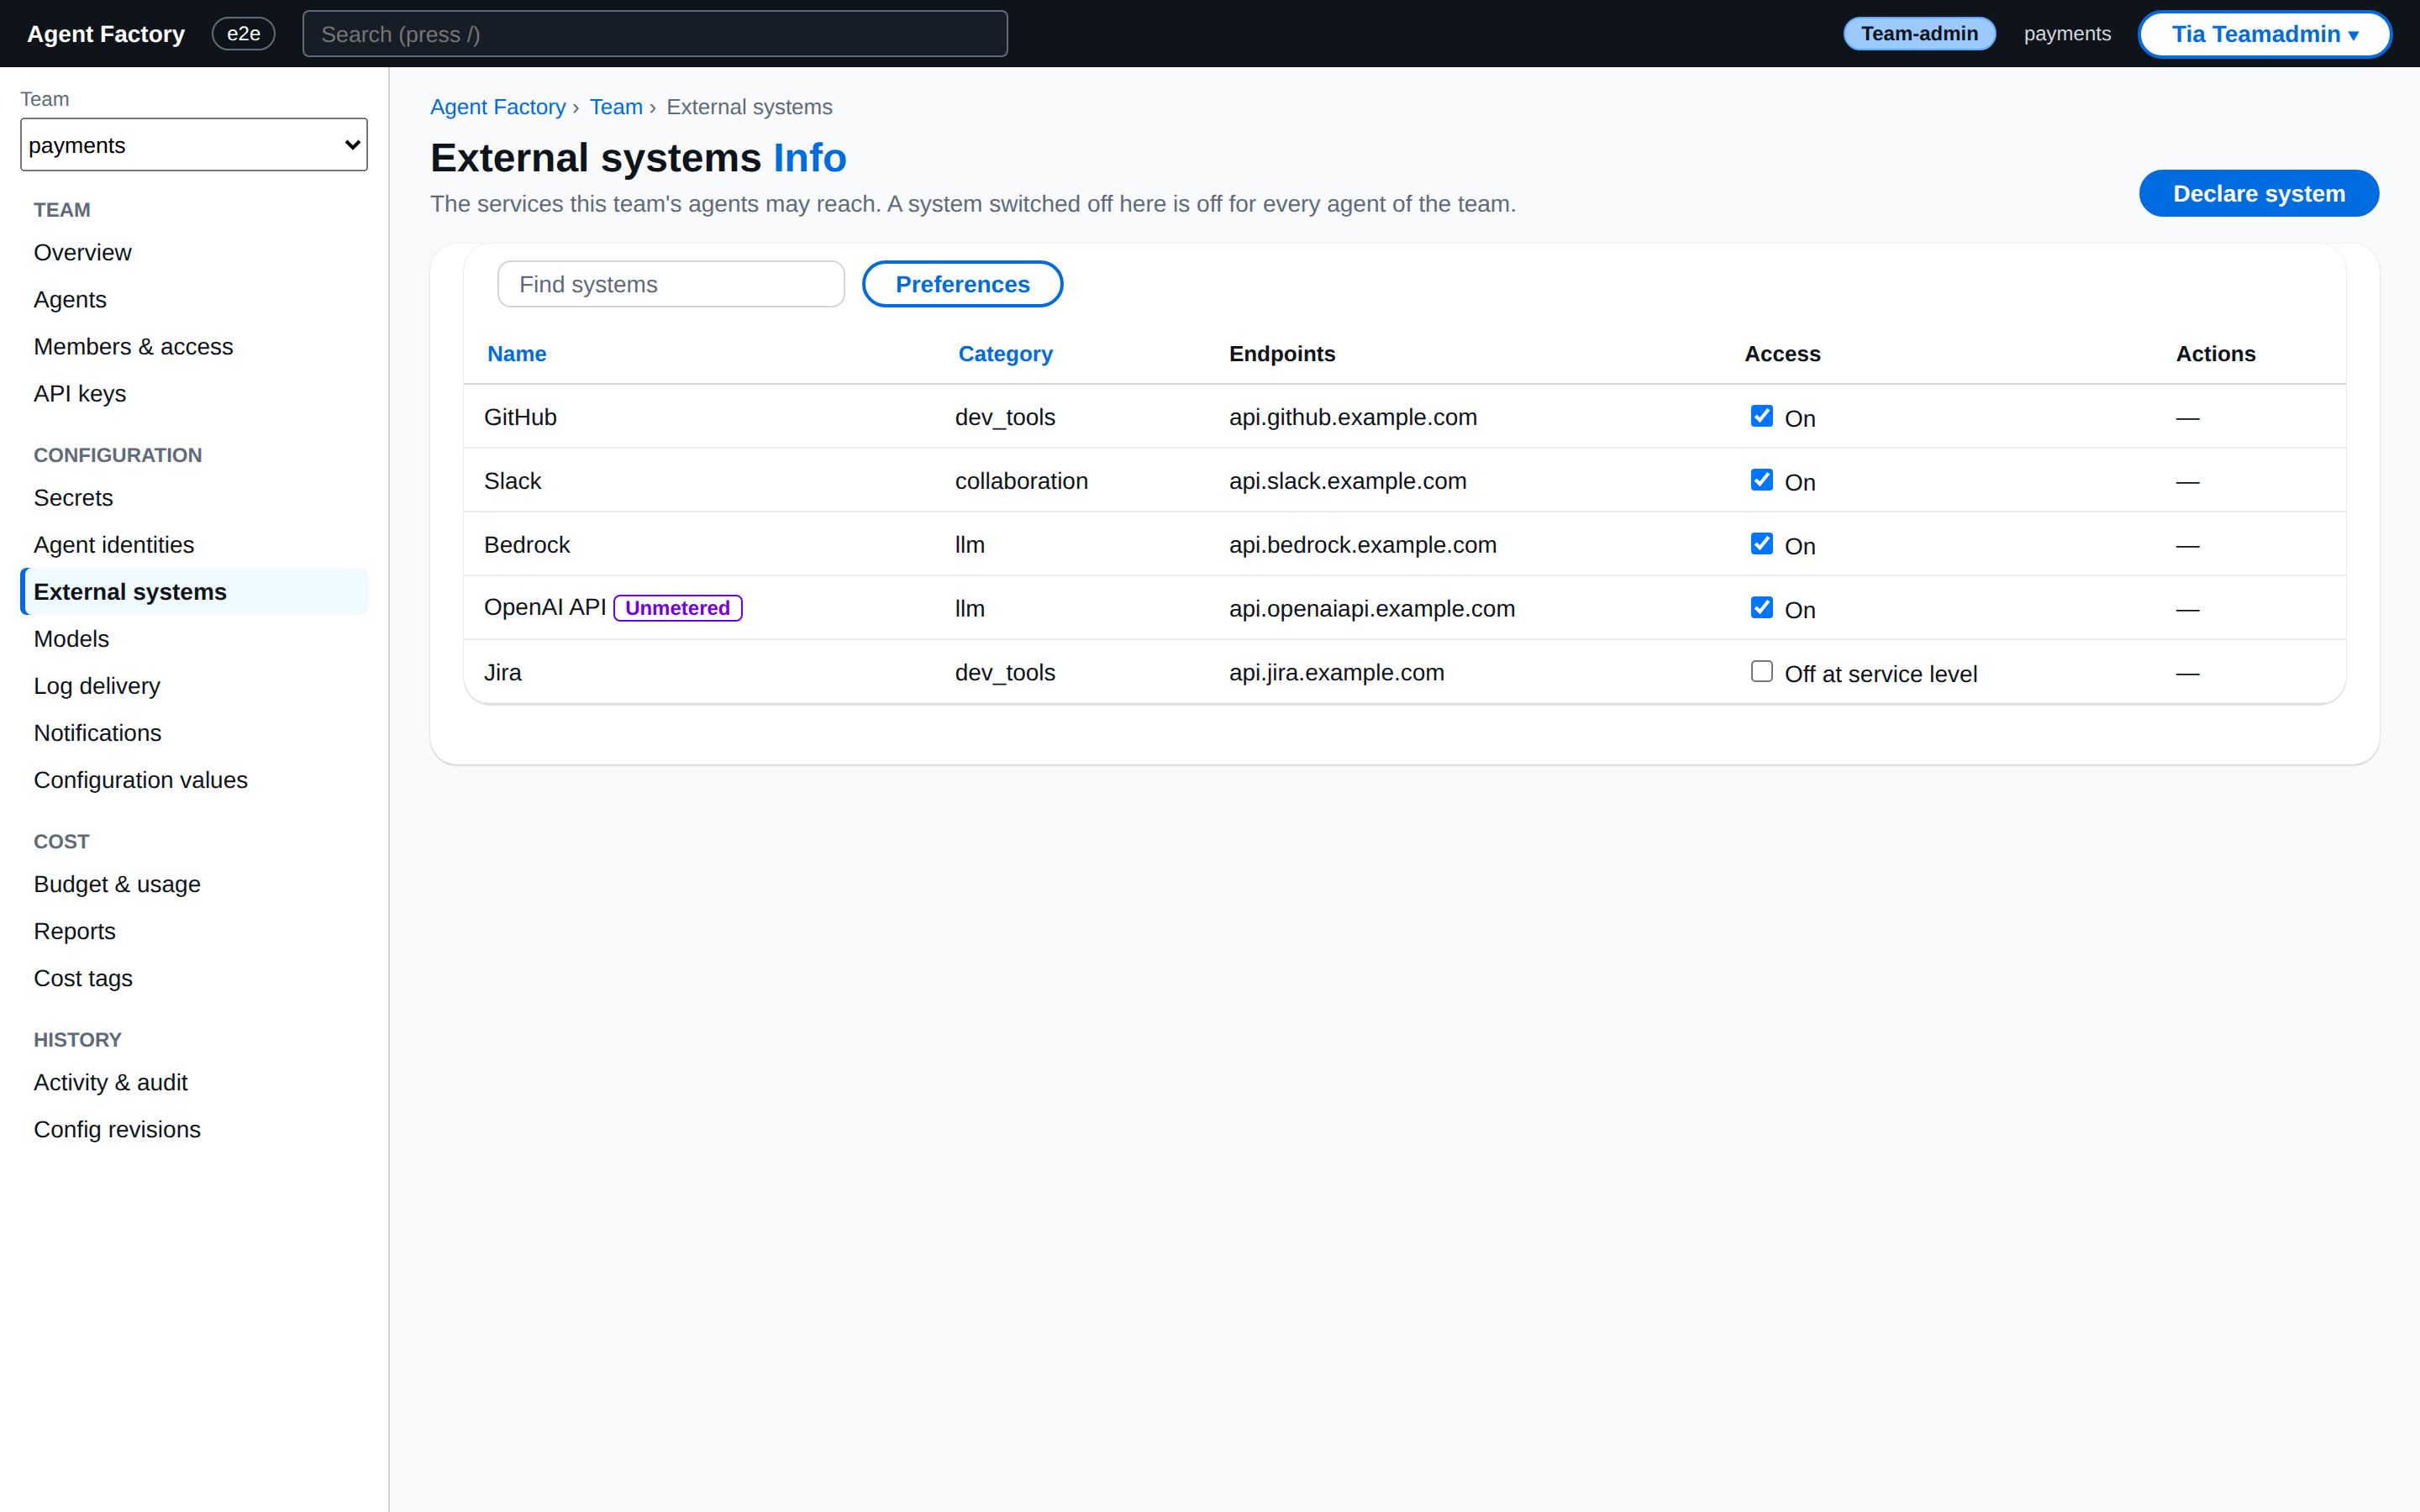 Agent Factory e2e Search (press /) Team-admin payments Tia Teamadmin ▾
Team
payments
TEAM
Overview
Agents
Members & access
API keys
CONFIGURATION
Secrets
Agent identities
External systems
Models
Log delivery
Notifications
Configuration values
COST
Budget & usage
Reports
Cost tags
HISTORY
Activity & audit
Config revisions
Agent Factory › Team › External systems
External systems Info
The services this team's agents may reach. A system switched off here is off for every agent of the team.
Declare system
Find systems Preferences
Name Category Endpoints Access Actions
GitHub dev_tools api.github.example.com On —
Slack collaboration api.slack.example.com On —
Bedrock llm api.bedrock.example.com On —
OpenAI API Unmetered llm api.openaiapi.example.com On —
Jira dev_tools api.jira.example.com Off at service level —